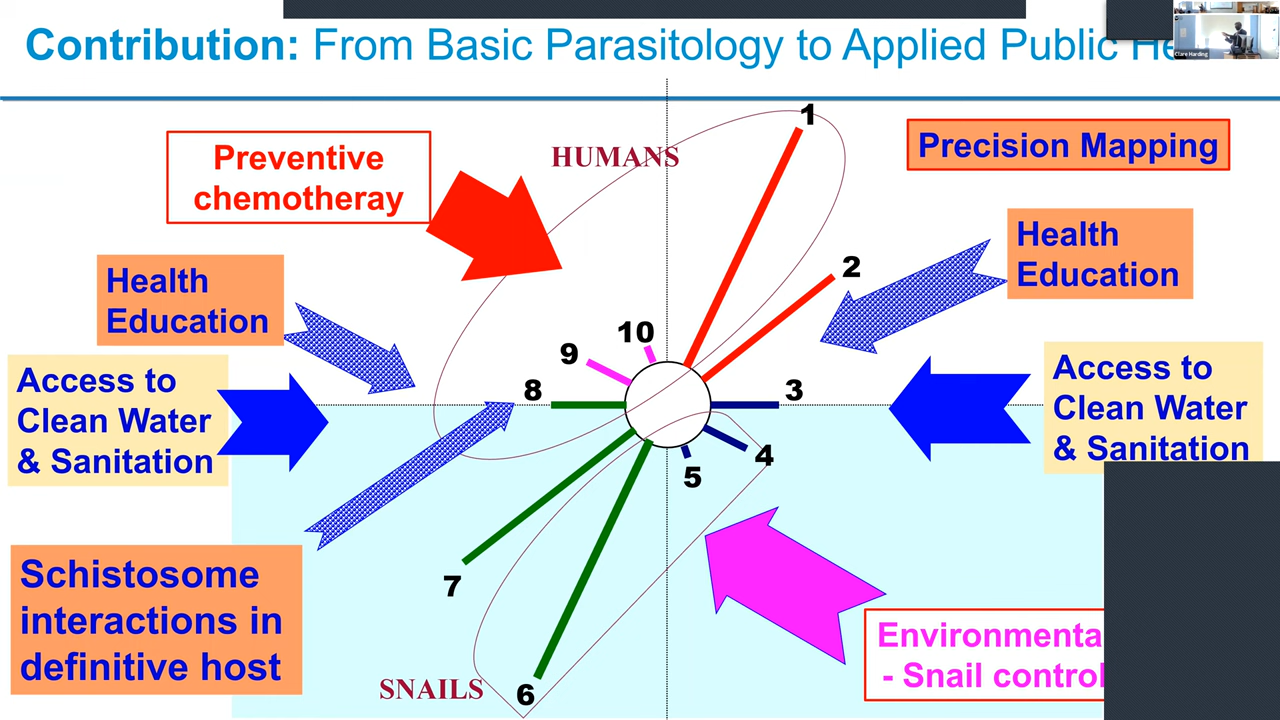 Contribution: From Basic Parasitology to Applied Public
Clare Harding
Preventive
chemotheray
HUMANS
1
Precision Mapping
Health
Education
2
Health
Education
10
9
8
3
Access to
Clean Water
& Sanitation
Access to
Clean Water
& Sanitation
4
5
7
Schistosome
interactions in
definitive host
SNAILS
6
Environmenta
- Snail control